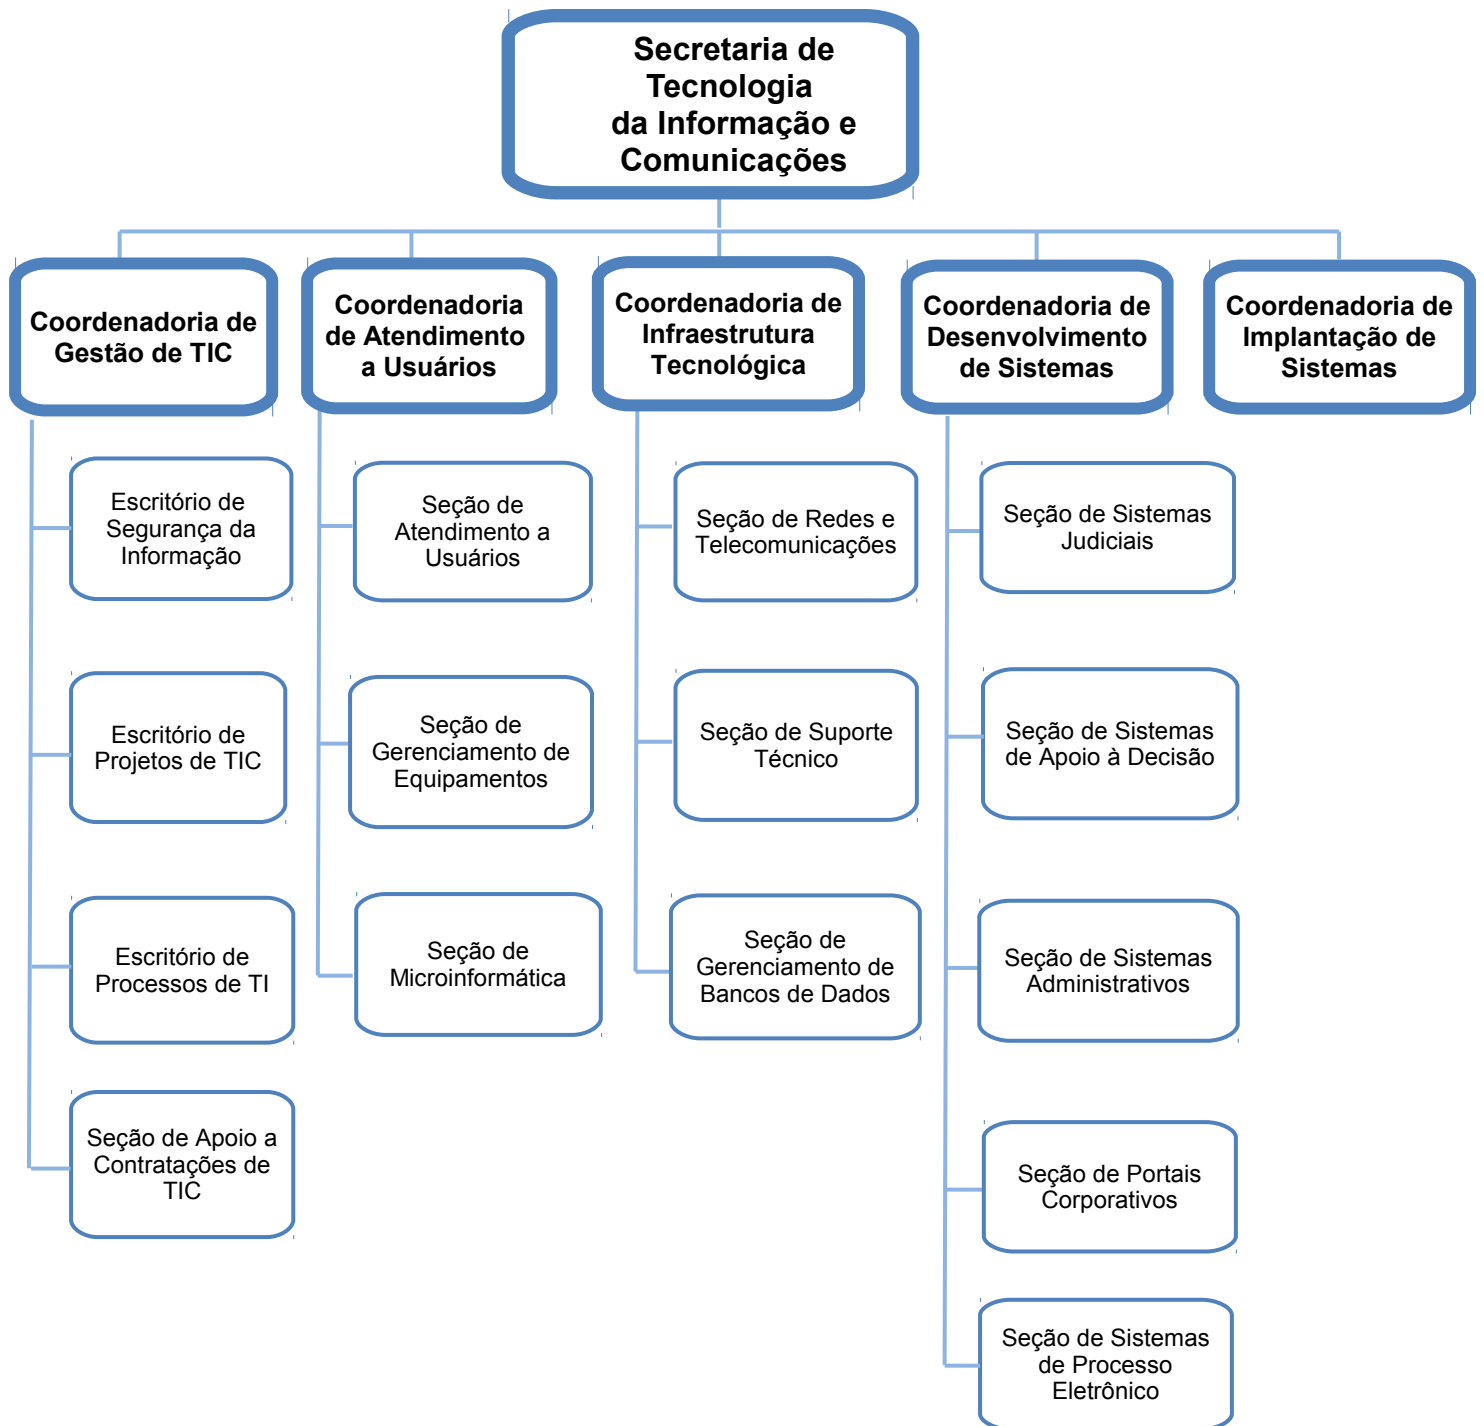 Secretaria de
Tecnologia
da Informação e
Comunicações
Coordenadoria de
Gestão de TIC
Coordenadoria
de Atendimento
a Usuários
Coordenadoria de
Infraestrutura
Tecnológica
Coordenadoria de
Desenvolvimento
de Sistemas
Coordenadoria de
Implantação de
Sistemas
Escritório de
Segurança da
Informação
Escritório de
Projetos de TIC
Escritório de
Processos de TI
Seção de Apoio a
Contratações de
TIC
Seção de
Atendimento a
Usuários
Seção de
Gerenciamento de
Equipamentos
Seção de
Microinformática
Seção de Redes e
Telecomunicações
Seção de Suporte
Técnico
Seção de
Gerenciamento de
Bancos de Dados
Seção de Sistemas
Judiciais
Seção de Sistemas
de Apoio à Decisão
Seção de Sistemas
Administrativos
Seção de Portais
Corporativos
Seção de Sistemas
de Processo
Eletrônico